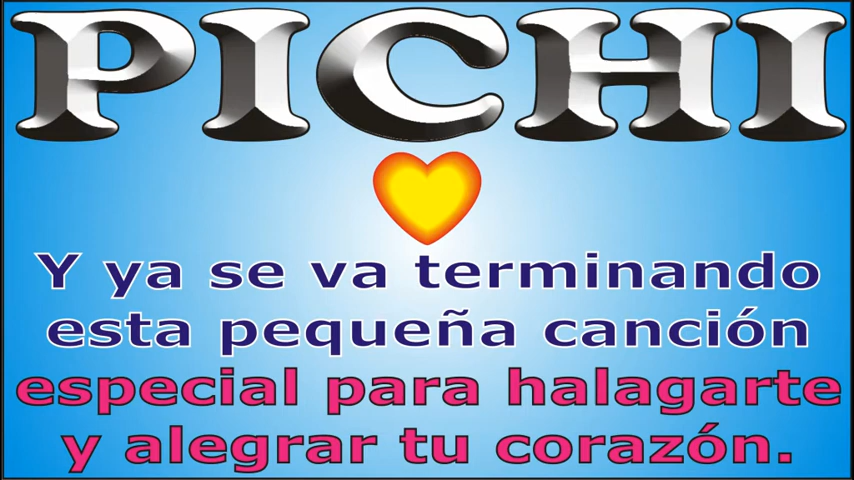 PICHI
Y ya se va terminando
esta pequeña canción
especial para halagarte
y alegrar tu corazón.